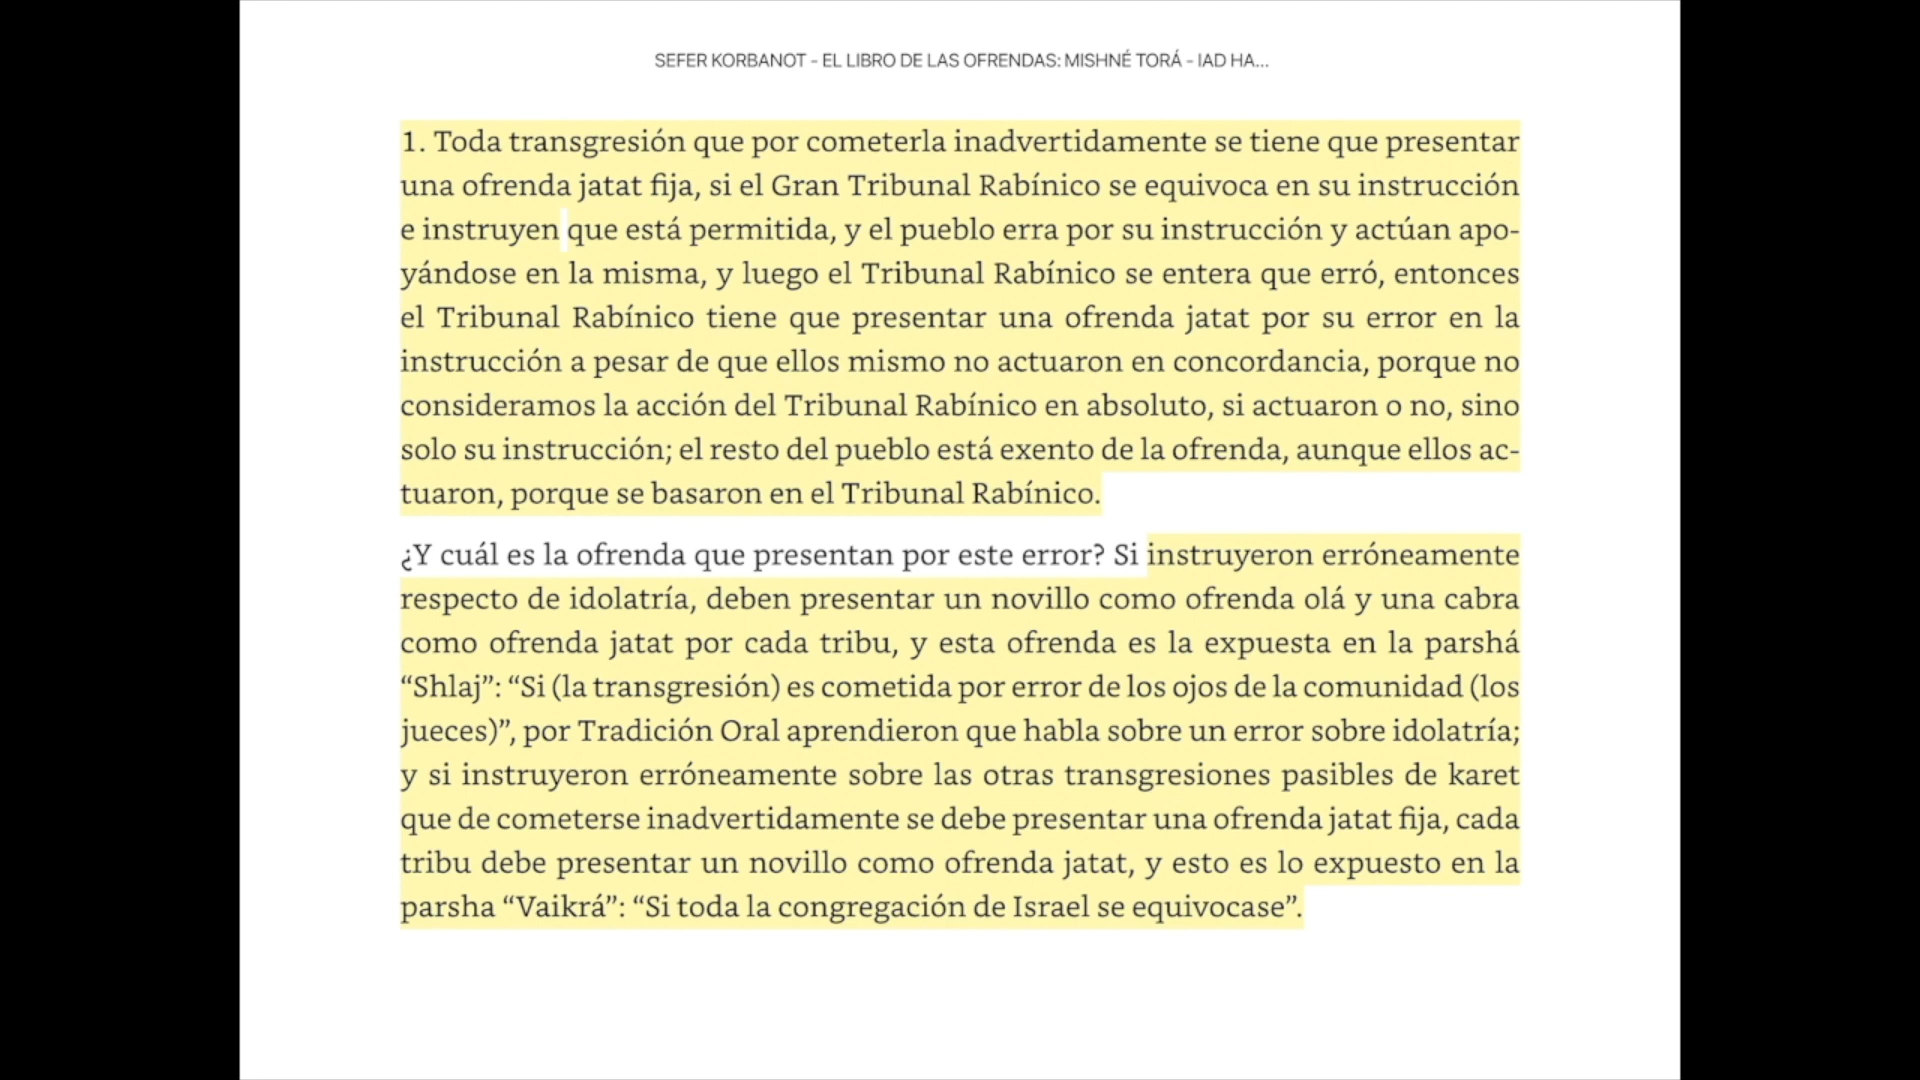 SEFER KORBANOT - EL LIBRO DE LAS OFRENDAS: MISHNÉ TORÁ - IAD HA...
1. Toda transgresión que por cometerla inadvertidamente se tiene que presentar
una ofrenda jatat fija, si el Gran Tribunal Rabínico se equivoca en su instrucción
e instruyen que está permitida, y el pueblo erra por su instrucción y actúan apo-
yándose en la misma, y luego el Tribunal Rabínico se entera que erró, entonces
el Tribunal Rabínico tiene que presentar una ofrenda jatat por su error en la
instrucción a pesar de que ellos mismo no actuaron en concordancia, porque no
consideramos la acción del Tribunal Rabínico en absoluto, si actuaron o no, sino
solo su instrucción; el resto del pueblo está exento de la ofrenda, aunque ellos ac-
tuaron, porque se basaron en el Tribunal Rabínico.
¿Y cuál es la ofrenda que presentan por este error? Si instruyeron erróneamente
respecto de idolatría, deben presentar un novillo como ofrenda olá y una cabra
como ofrenda jatat por cada tribu, y esta ofrenda es la expuesta en la parshá
“Shlaj”: “Si (la transgresión) es cometida por error de los ojos de la comunidad (los
jueces)”, por Tradición Oral aprendieron que habla sobre un error sobre idolatría;
y si instruyeron erróneamente sobre las otras transgresiones pasibles de karet
que de cometerse inadvertidamente se debe presentar una ofrenda jatat fija, cada
tribu debe presentar un novillo como ofrenda jatat, y esto es lo expuesto en la
parsha “Vaikrá”: “Si toda la congregación de Israel se equivocase”.